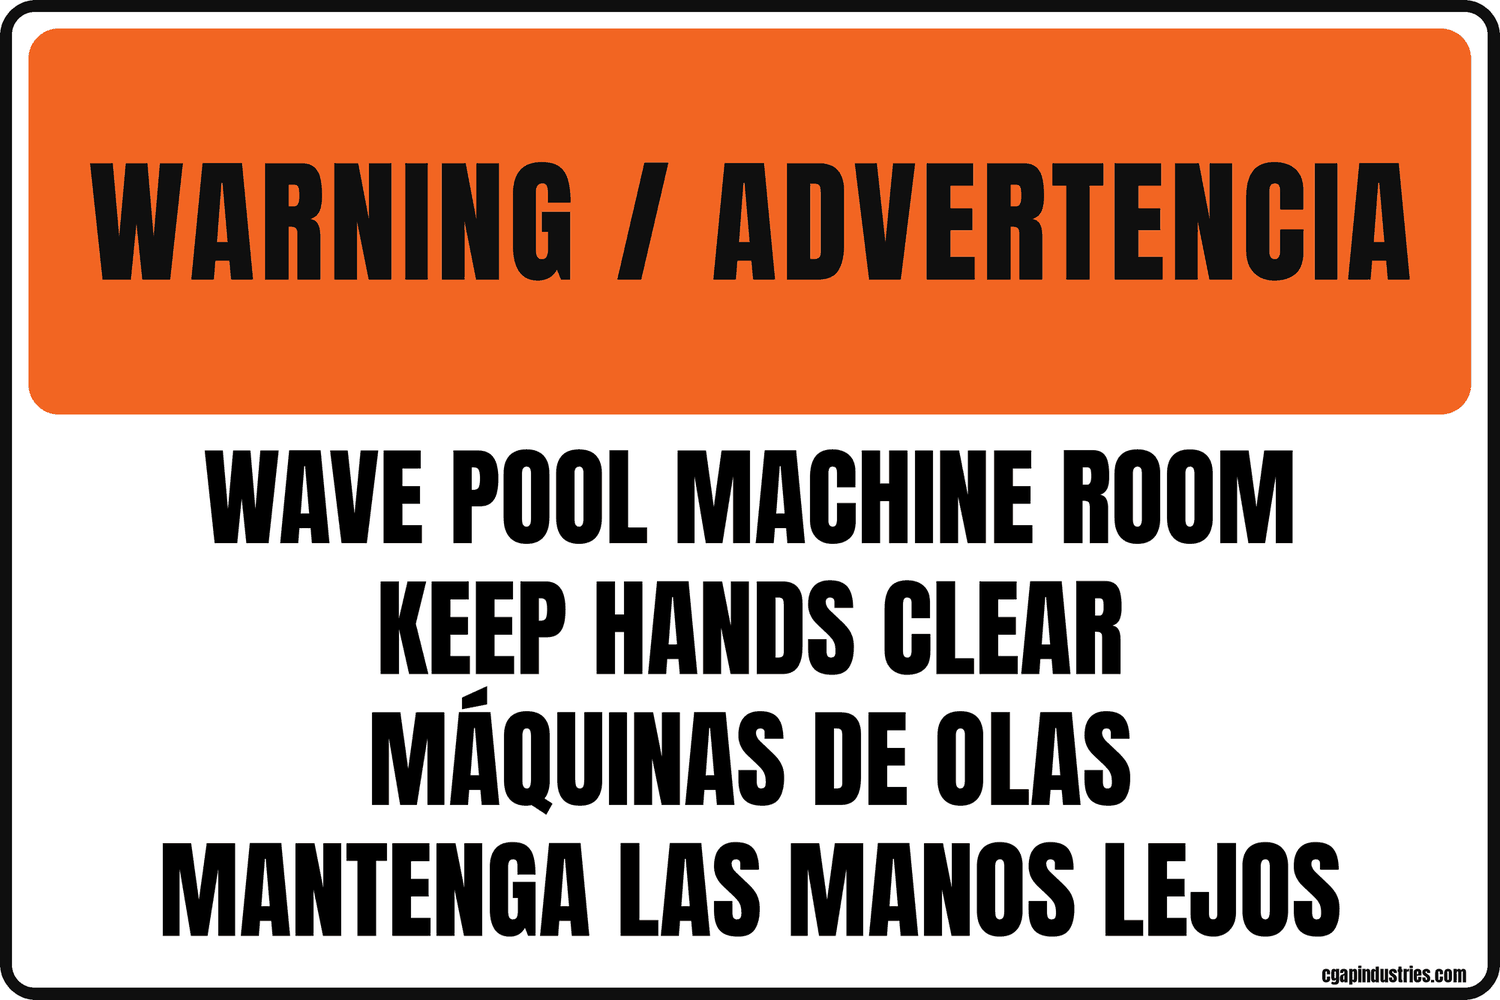 WARNING / ADVERTENCIA
WAVE POOL MACHINE ROOM
KEEP HANDS CLEAR
MÁQUINAS DE OLAS
MANTENGA LAS MANOS LEJOS
cgapindustries.com